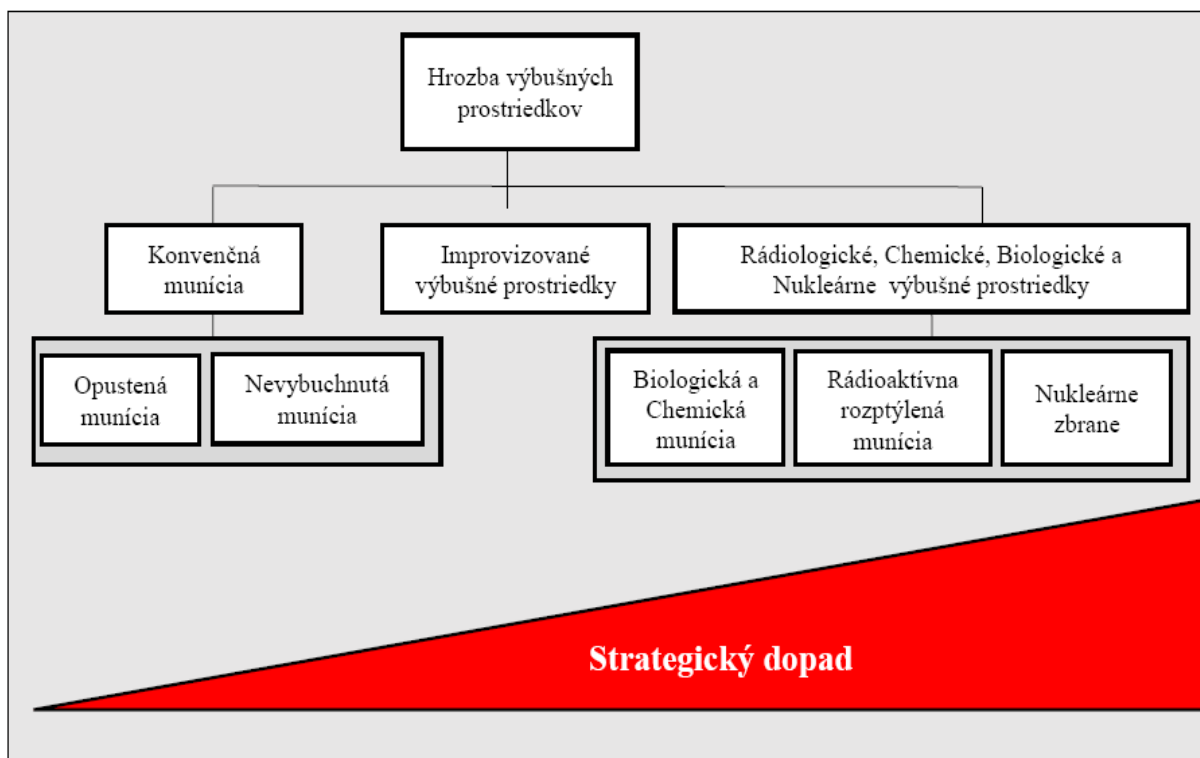 Hrozba výbušných
prostriedkov
Konvenčná
munícia
Improvizované
výbušné prostriedky
Rádiologické, Chemické, Biologické a
Nukleárne výbušné prostriedky
Opustená
munícia
Nevybuchnutá
munícia
Biologická a
Chemická
munícia
Rádioaktívna
rozptýlená
munícia
Nukleárne
zbrane
Strategický dopad